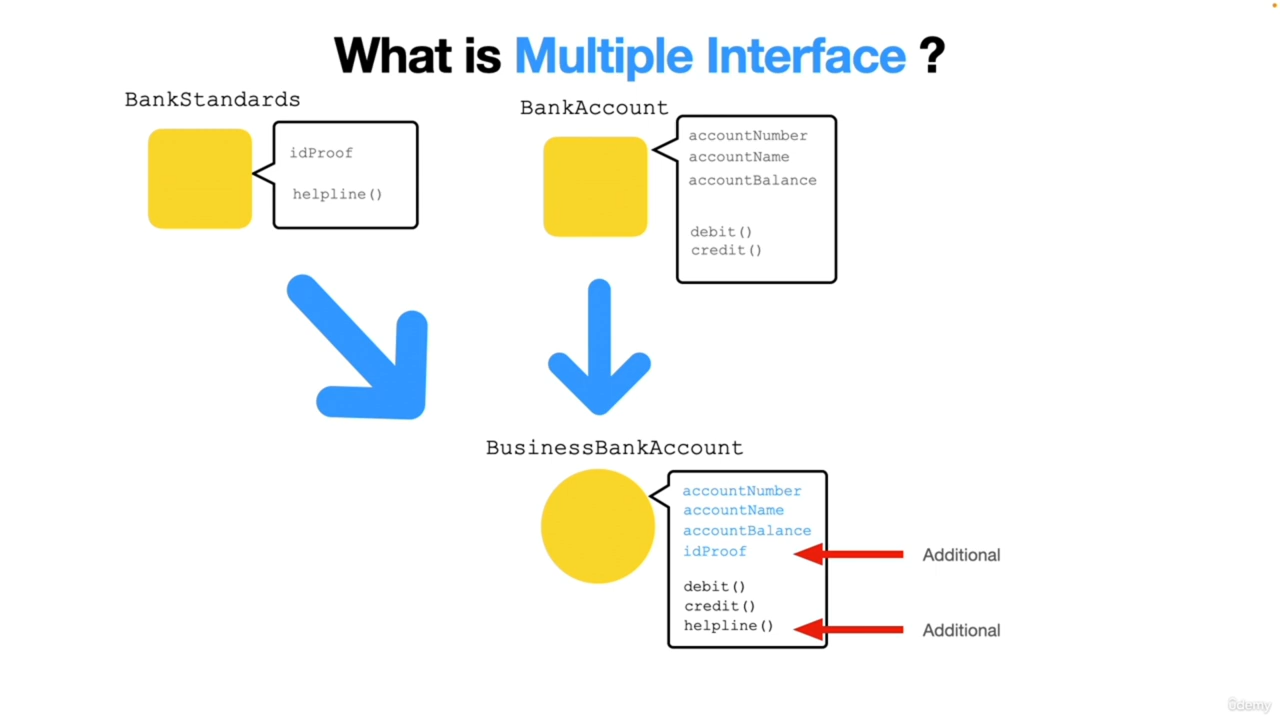 What is Multiple Interface ?
BankStandards
idProof
helpline()
BankAccount
accountNumber
accountName
accountBalance
debit()
credit()
BusinessBankAccount
accountNumber
accountName
accountBalance
idProof
Additional
debit()
credit()
helpline()
Additional
ûdemy